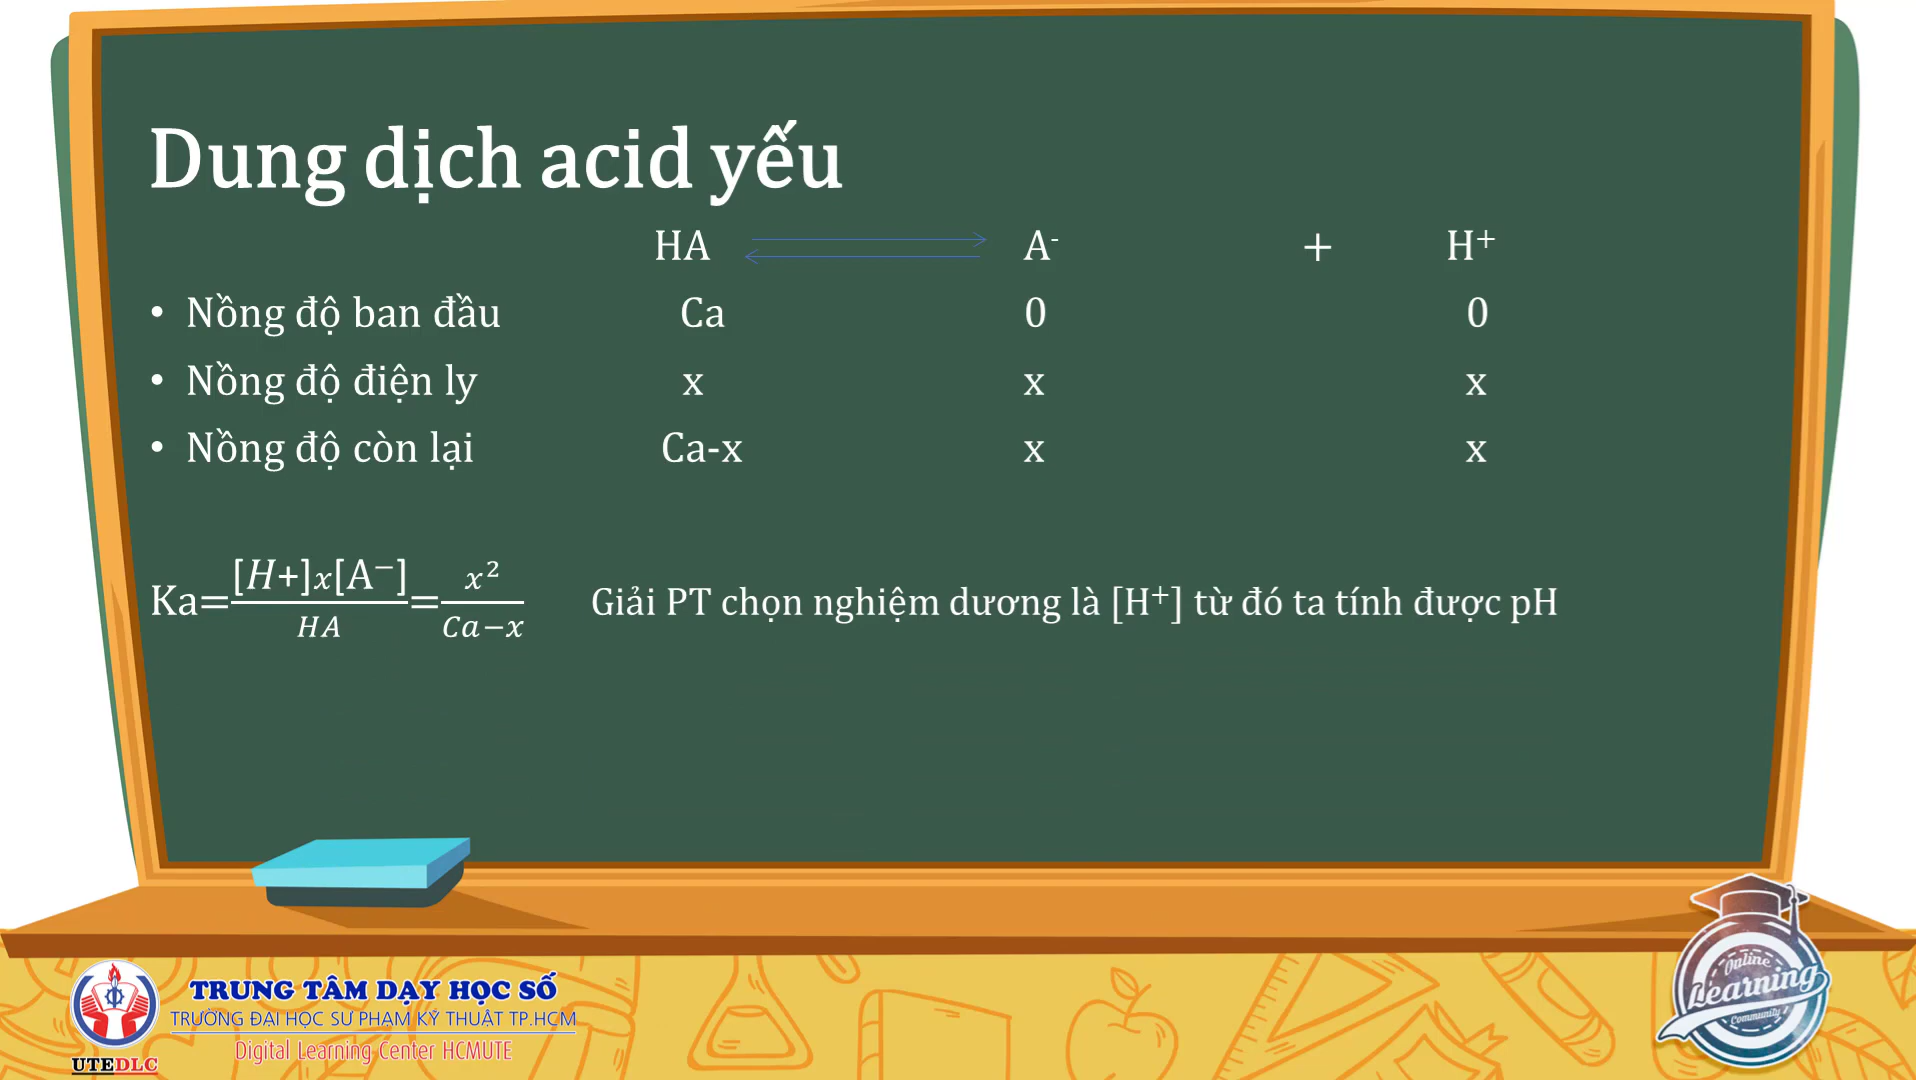 Dung dịch acid yếu
HA ⇌ A⁻ + H⁺
• Nồng độ ban đầu Ca 0 0
• Nồng độ điện ly x x x
• Nồng độ còn lại Ca-x x x
Ka=[H+]x[A⁻]/HA=x²/Ca−x Giải PT chọn nghiệm dương là [H⁺] từ đó ta tính được pH
TRUNG TÂM DẠY HỌC SỐ
TRƯỜNG ĐẠI HỌC SƯ PHẠM KỸ THUẬT TP.HCM
Digital Learning Center HCMUTE
UTEDLC
Online
Learning
Community